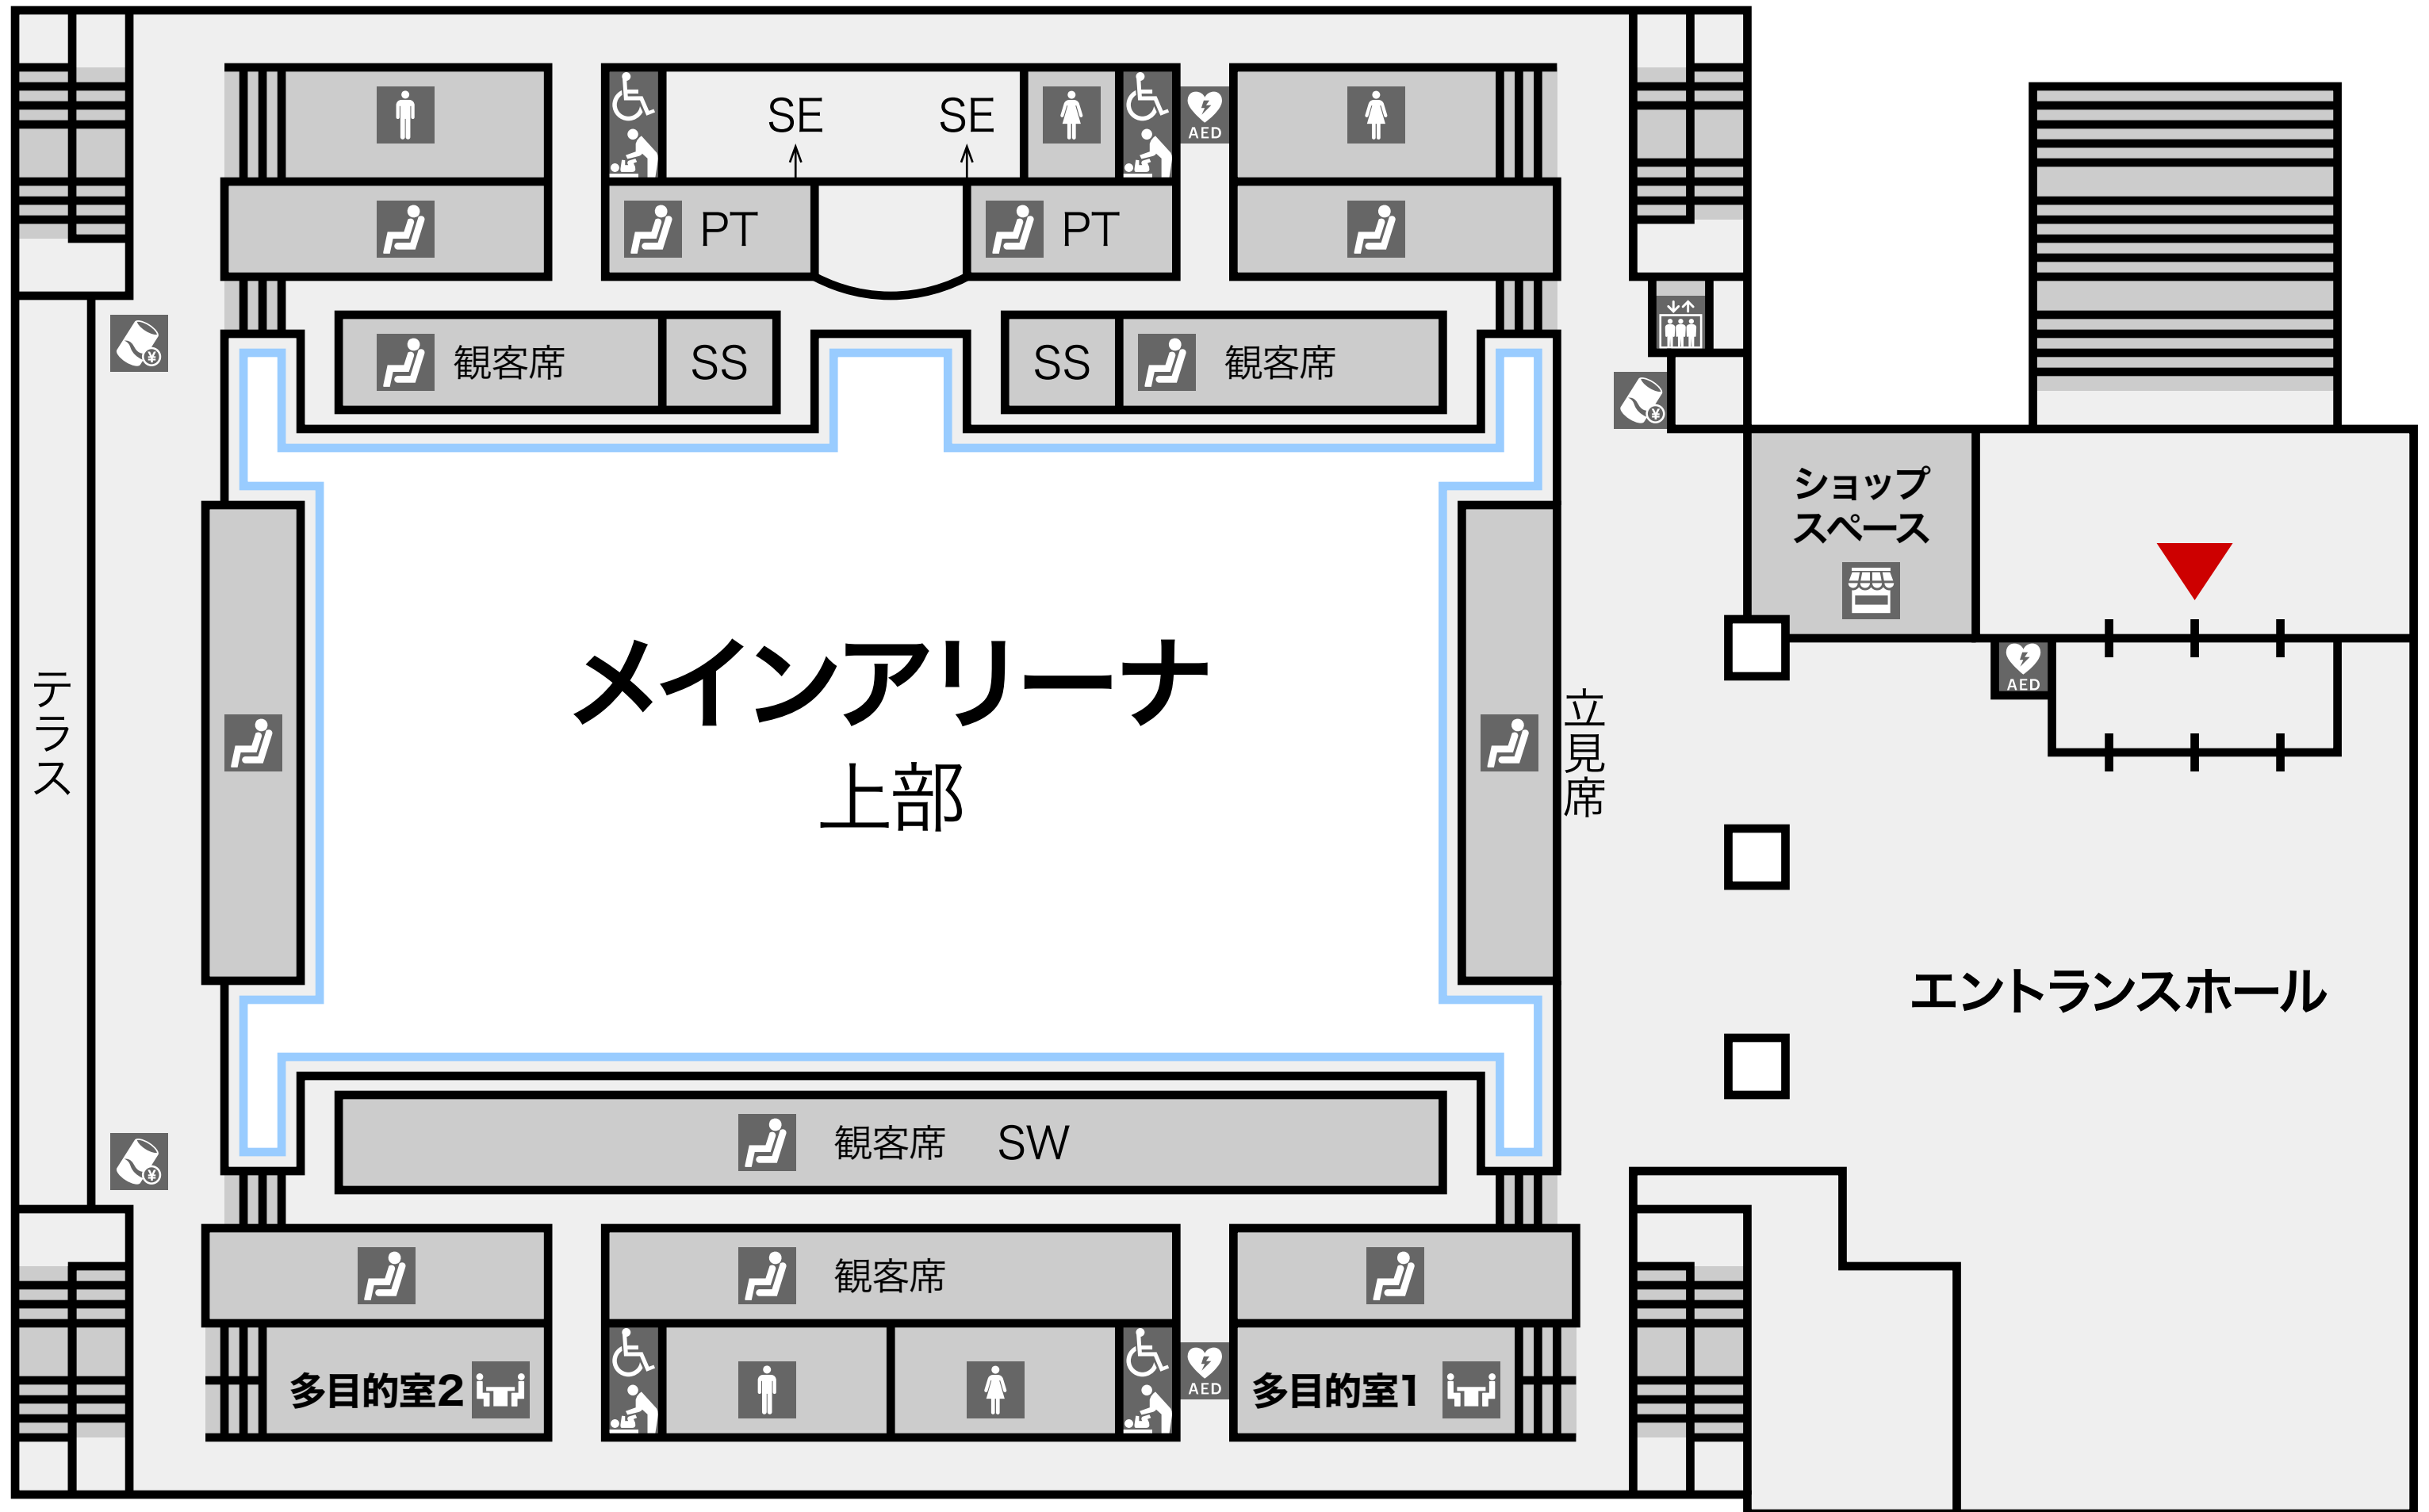 SE
SE
AED
PT
PT
観客席
SS
SS
観客席
ショップ
スペース
AED
メインアリーナ
上部
テラス
立見席
エントランスホール
観客席 SW
観客席
多目的室2
AED
多目的室1